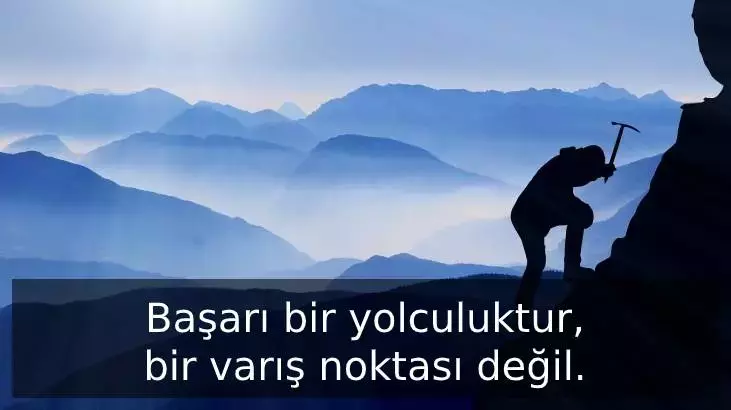 Başarı bir yolculuktur,
bir varış noktası değil.